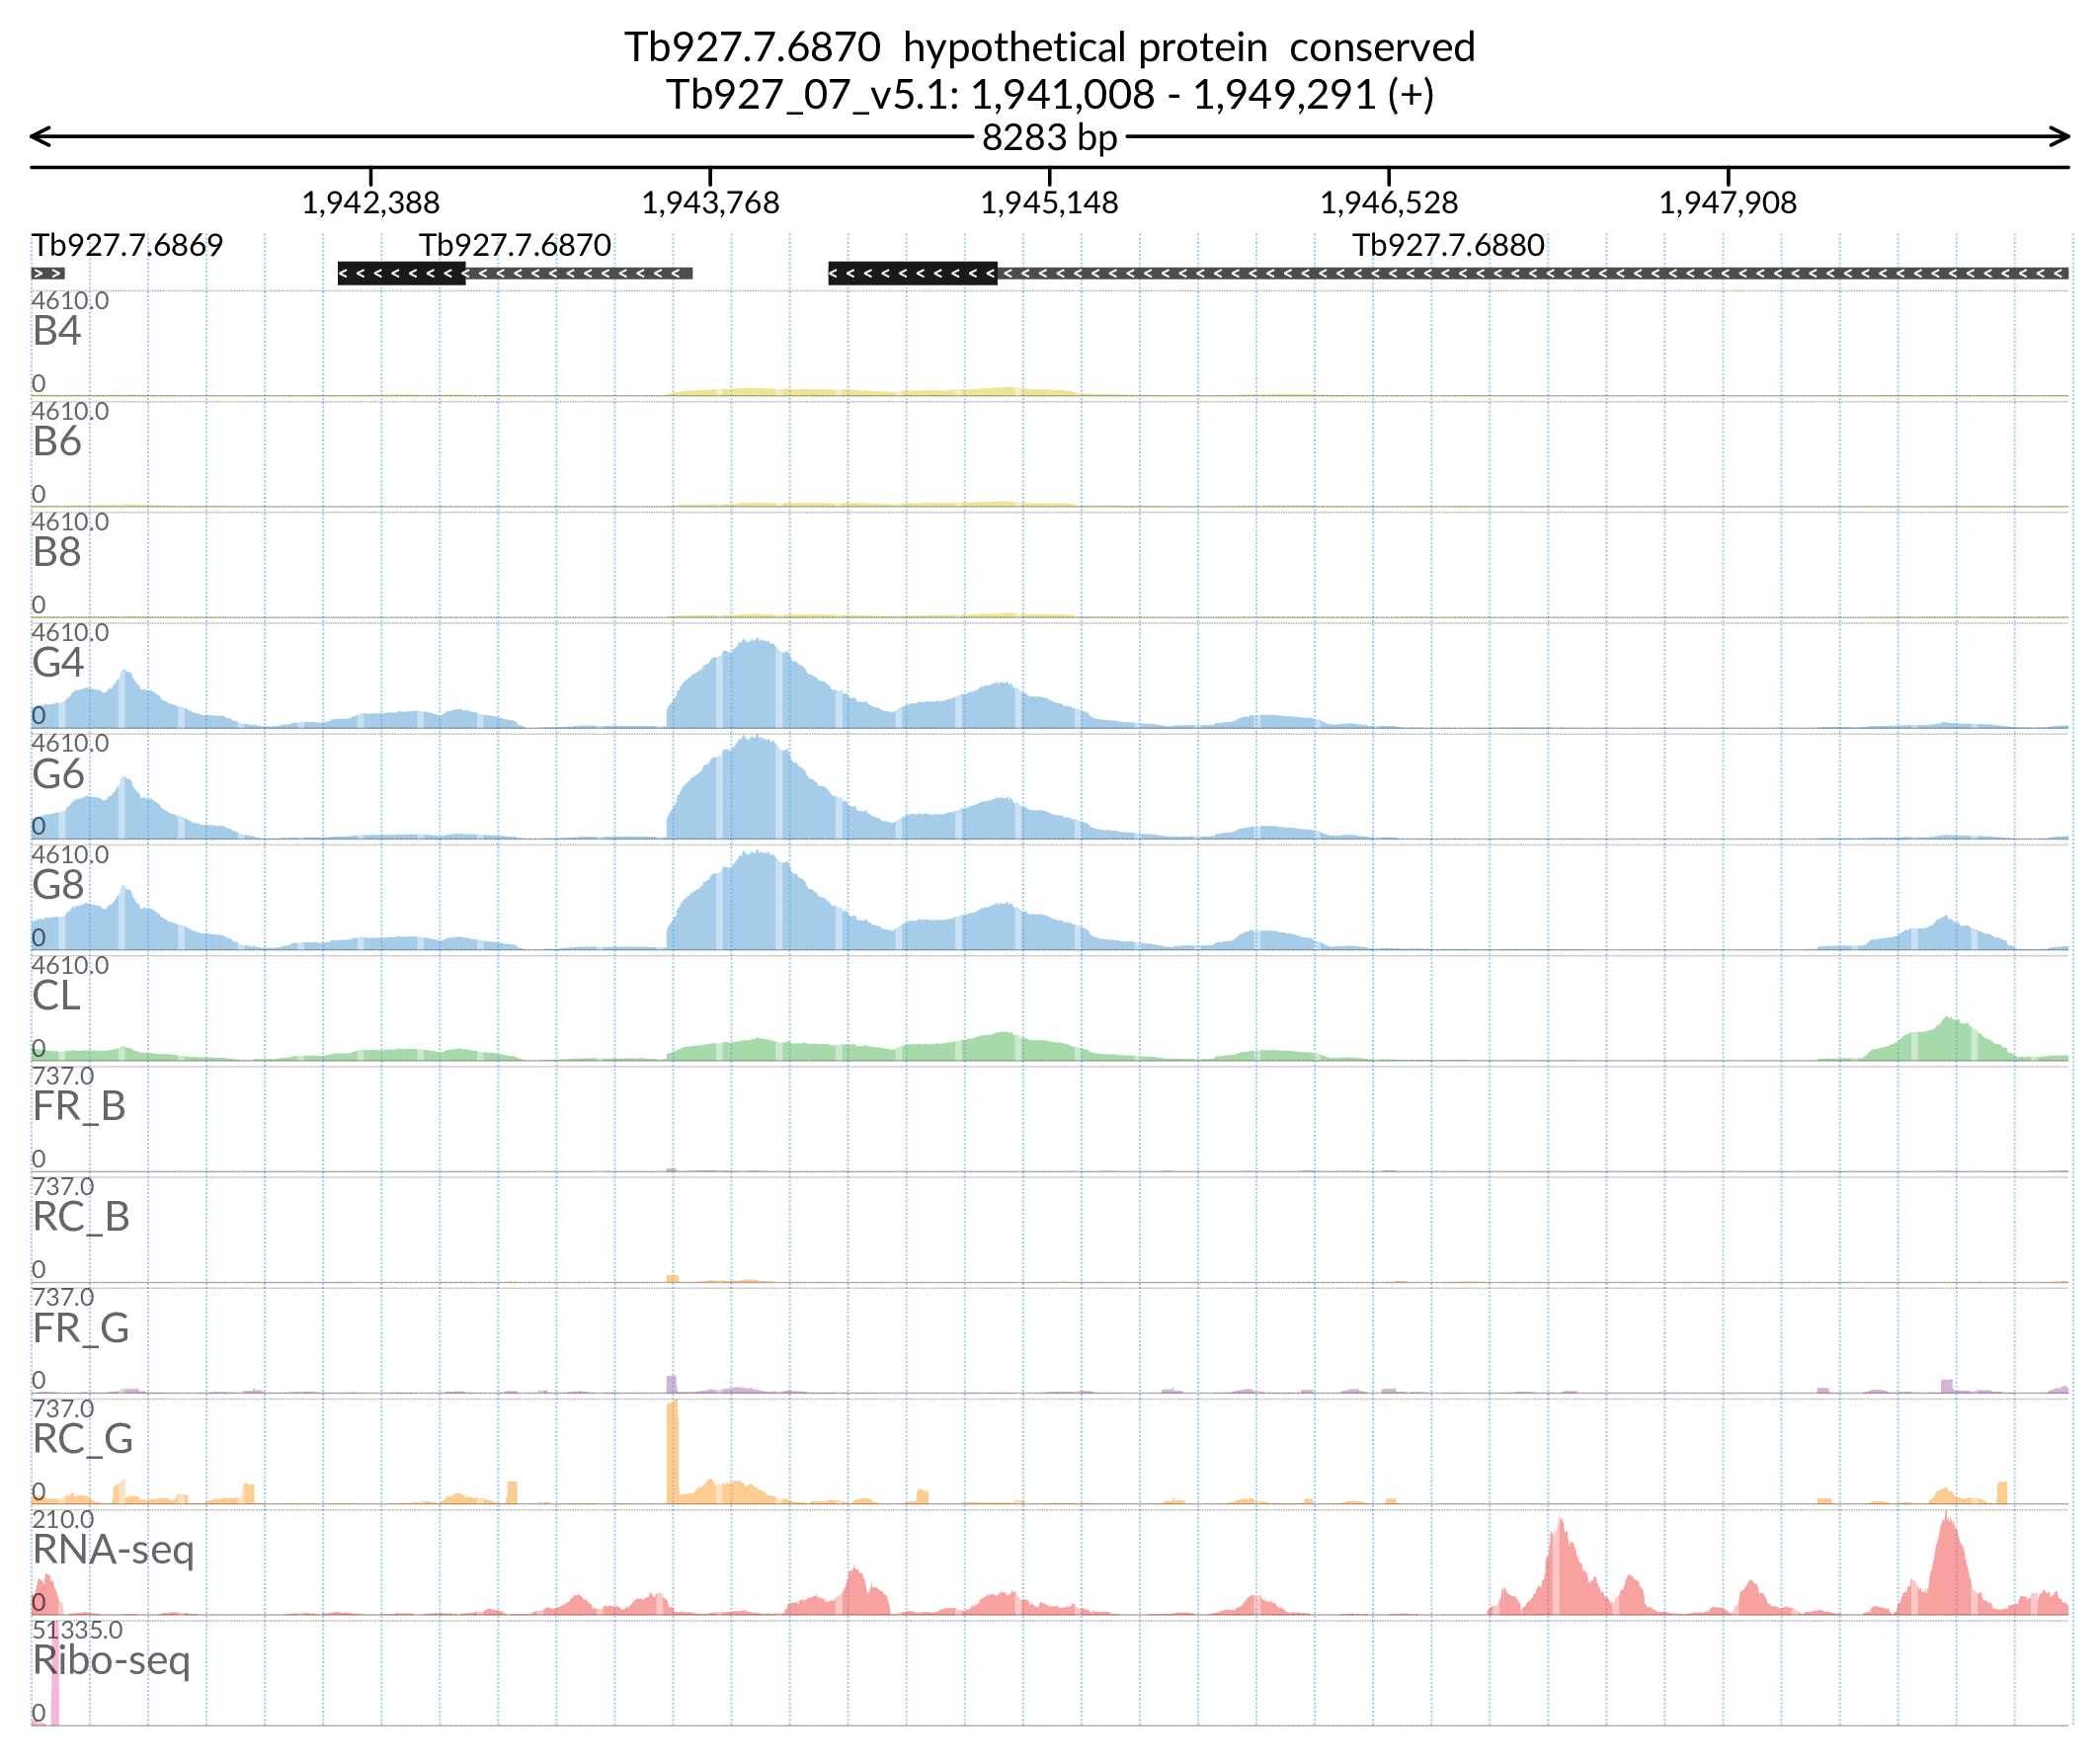 Tb927.7.6870  hypothetical protein  conserved
Tb927_07_v5.1: 1,941,008 - 1,949,291 (+)
8283 bp
1,942,388 1,943,768 1,945,148 1,946,528 1,947,908
Tb927.7.6869 Tb927.7.6870 Tb927.7.6880
4610.0
B4
0
4610.0
B6
0
4610.0
B8
0
4610.0
G4
0
4610.0
G6
0
4610.0
G8
0
4610.0
CL
0
737.0
FR_B
0
737.0
RC_B
0
737.0
FR_G
0
737.0
RC_G
0
210.0
RNA-seq
0
51335.0
Ribo-seq
0